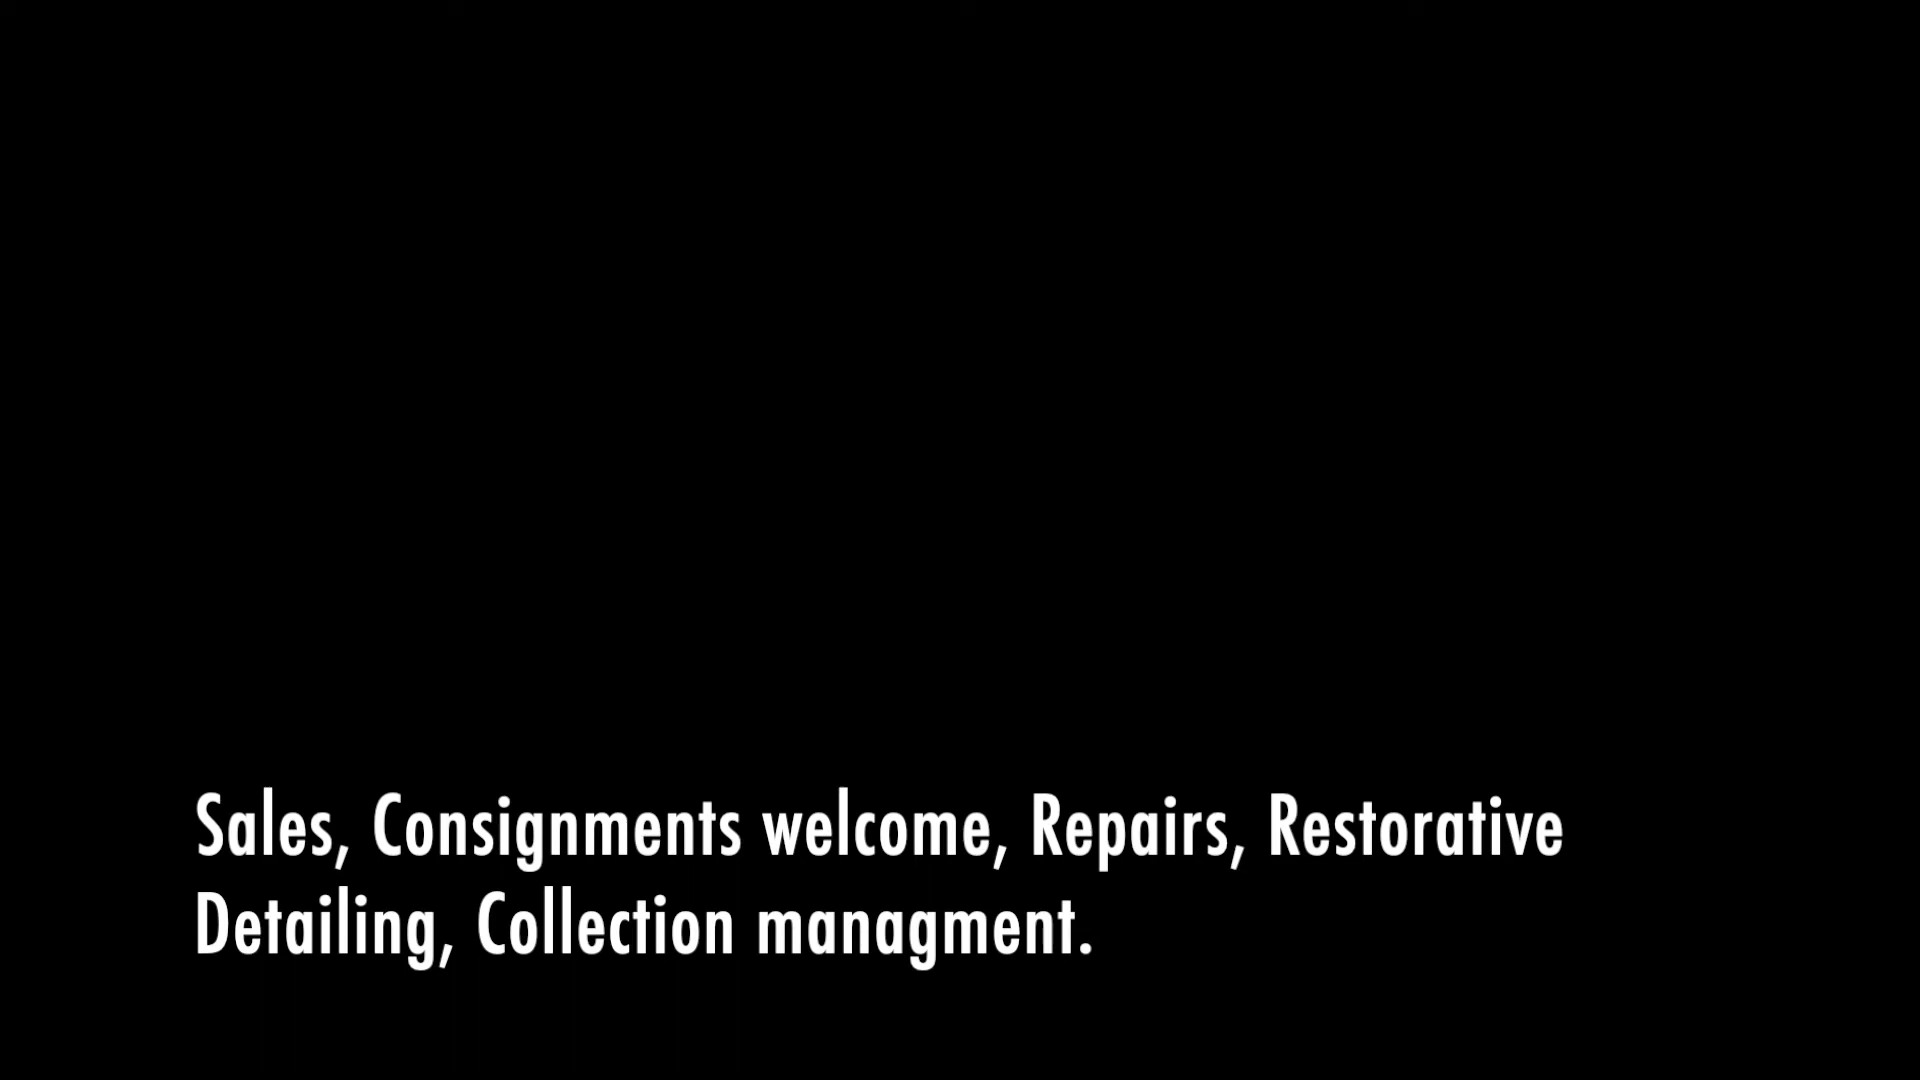 Sales, Consignments welcome, Repairs, Restorative
Detailing, Collection managment.